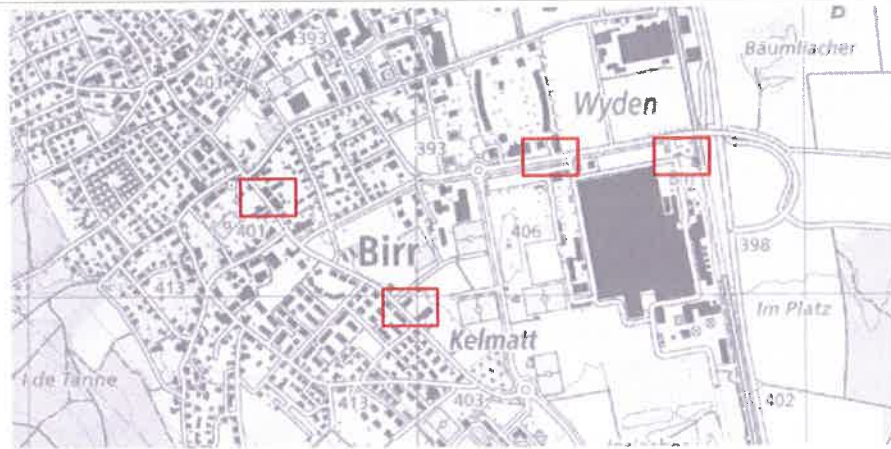 D
393
Bäumliacher
401
Wyden
393
401
406
Birr
398
413
Im Platz
Kelmatt
i de Tanne
413
403
402